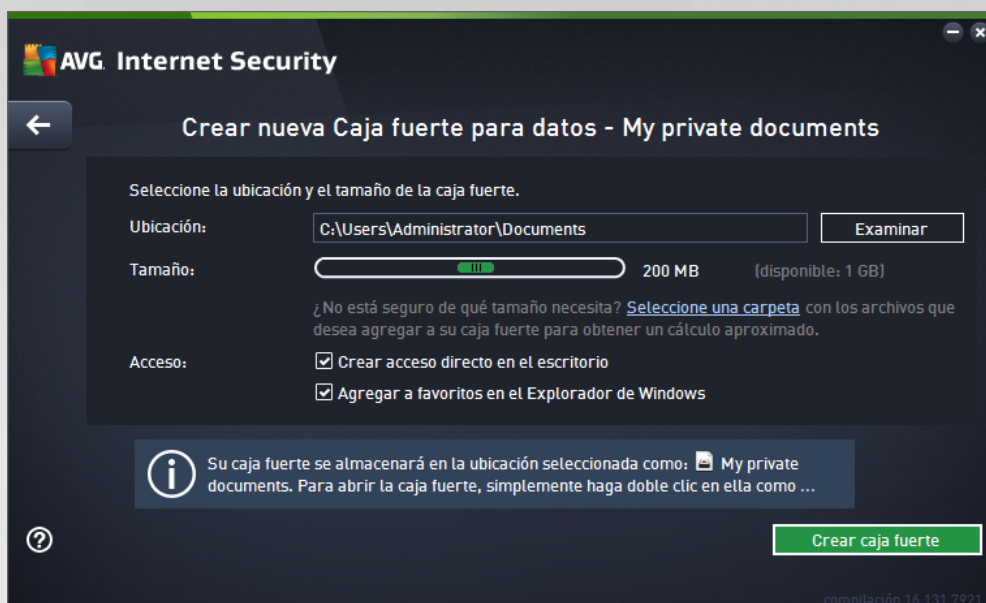 AVG. Internet Security
Crear nueva Caja fuerte para datos - My private documents
Seleccione la ubicación y el tamaño de la caja fuerte.
Ubicación: C:\Users\Administrator\Documents Examinar
Tamaño: 200 MB (disponible: 1 GB)
¿No está seguro de qué tamaño necesita? Seleccione una carpeta con los archivos que
desea agregar a su caja fuerte para obtener un cálculo aproximado.
Acceso: Crear acceso directo en el escritorio
Agregar a favoritos en el Explorador de Windows
Su caja fuerte se almacenará en la ubicación seleccionada como: My private
documents. Para abrir la caja fuerte, simplemente haga doble clic en ella como ...
Crear caja fuerte
compilación 16.131.7921